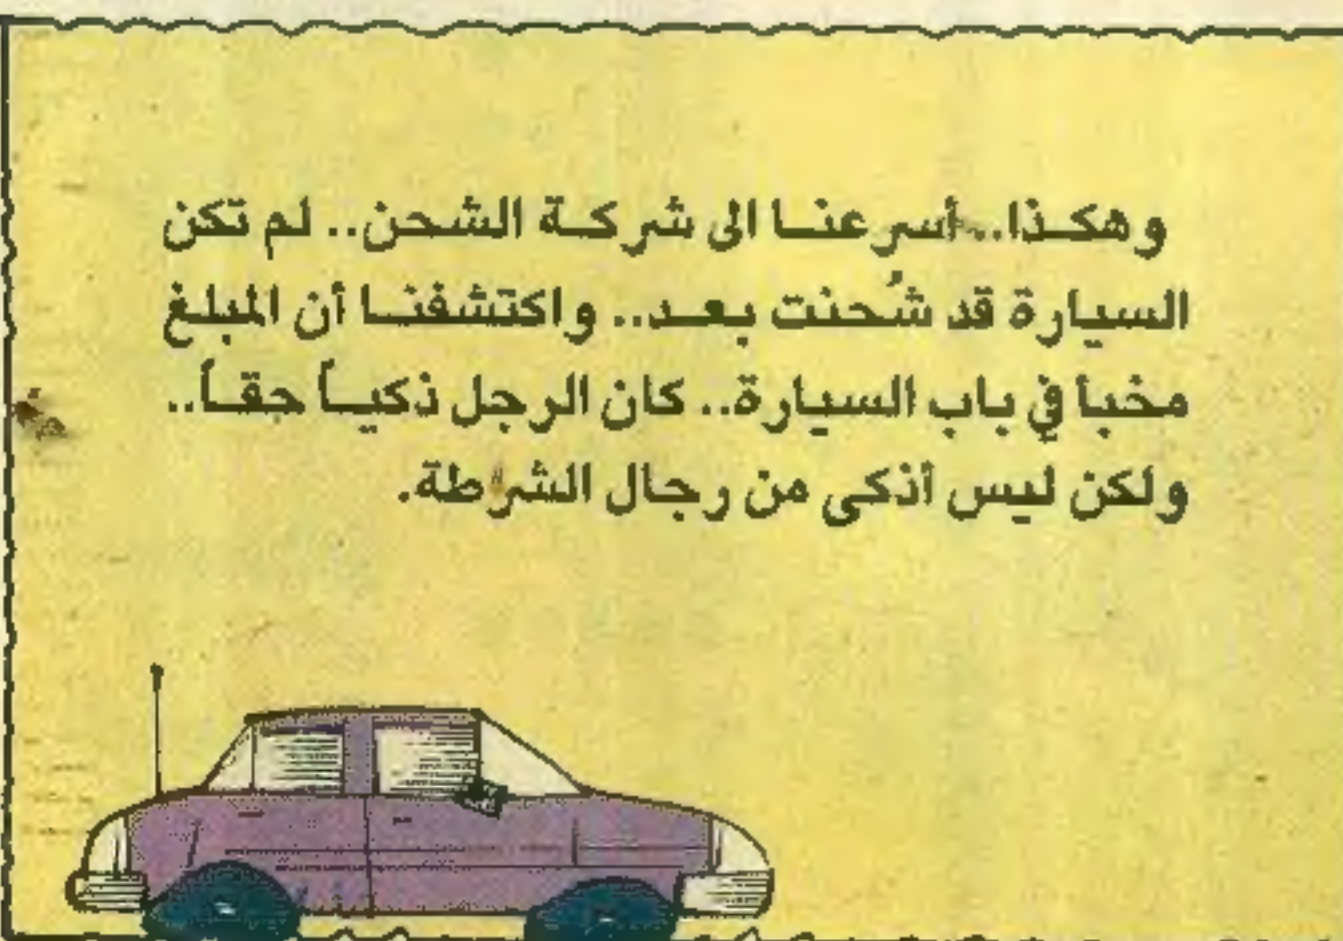 وهكذا.. أسرعنا الى شركة الشحن.. لم تكن
السيارة قد شُحنت بعد.. واكتشفنا أن المبلغ
مخبأ في باب السيارة.. كان الرجل ذكياً حقاً..
ولكن ليس أذكى من رجال الشرطة.